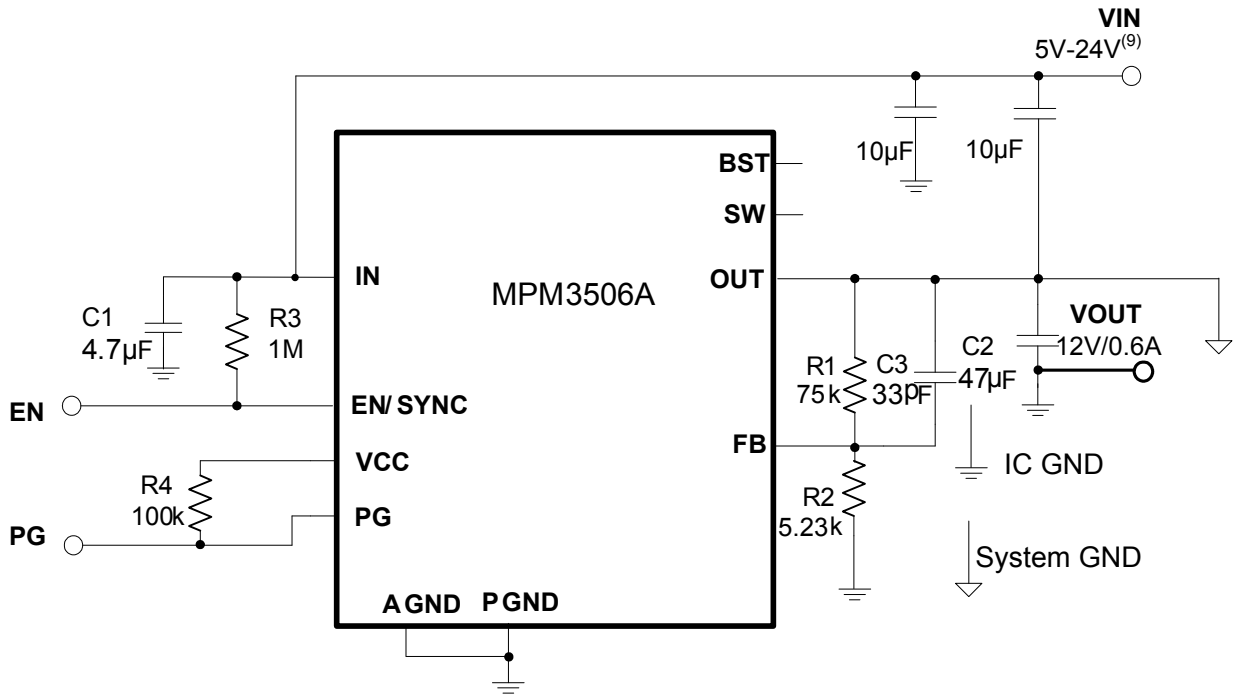 VIN
5V-24V(9)
10µF
10µF
BST
SW
IN
OUT
MPM3506A
C1
4.7µF
R3
1M
VOUT
12V/0.6A
R1
75k
C3
33pF
C2
47µF
EN
EN/ SYNC
FB
VCC
IC GND
R4
100k
PG
R2
5.23k
PG
System GND
AGND
PGND